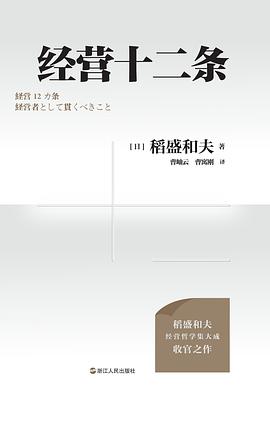 经营十二条
経営12カ条
経営者として貫くべきこと
[日] 稻盛和夫 著
曹岫云 曹寓刚 译
稻盛和夫
经营哲学集大成
收官之作
浙江人民出版社